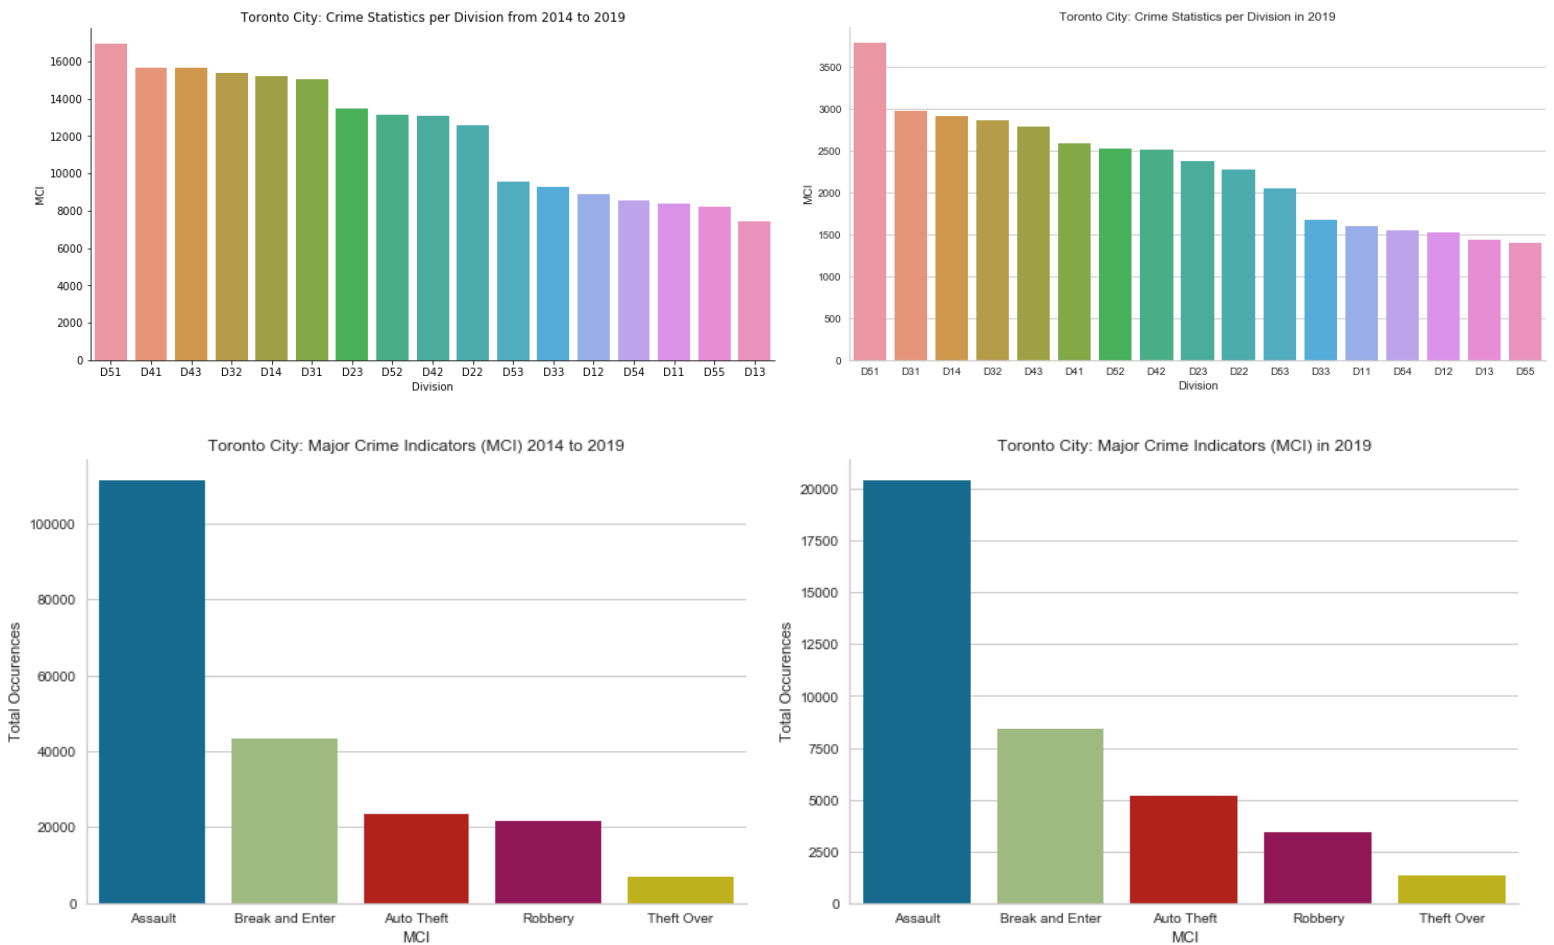 Toronto City: Crime Statistics per Division from 2014 to 2019
MCI
16000
14000
12000
10000
8000
6000
4000
2000
0
D51 D41 D43 D32 D14 D31 D23 D52 D42 D22 D53 D33 D12 D54 D11 D55 D13
Division
Toronto City: Crime Statistics per Division in 2019
MCI
3500
3000
2500
2000
1500
1000
500
0
D51 D31 D14 D32 D43 D41 D52 D42 D23 D22 D53 D33 D11 D54 D12 D13 D55
Division
Toronto City: Major Crime Indicators (MCI) 2014 to 2019
Total Occurences
100000
80000
60000
40000
20000
0
Assault Break and Enter Auto Theft Robbery Theft Over
MCI
Toronto City: Major Crime Indicators (MCI) in 2019
Total Occurences
20000
17500
15000
12500
10000
7500
5000
2500
0
Assault Break and Enter Auto Theft Robbery Theft Over
MCI